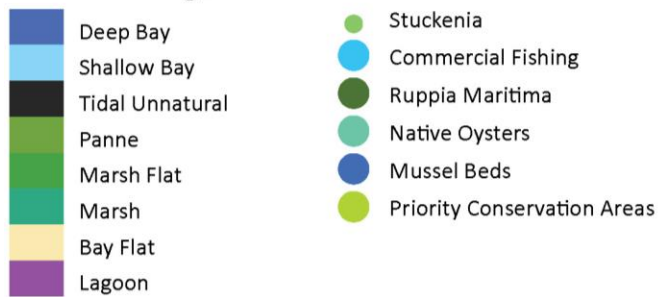 Deep Bay
Shallow Bay
Tidal Unnatural
Panne
Marsh Flat
Marsh
Bay Flat
Lagoon
Stuckenia
Commercial Fishing
Ruppia Maritima
Native Oysters
Mussel Beds
Priority Conservation Areas